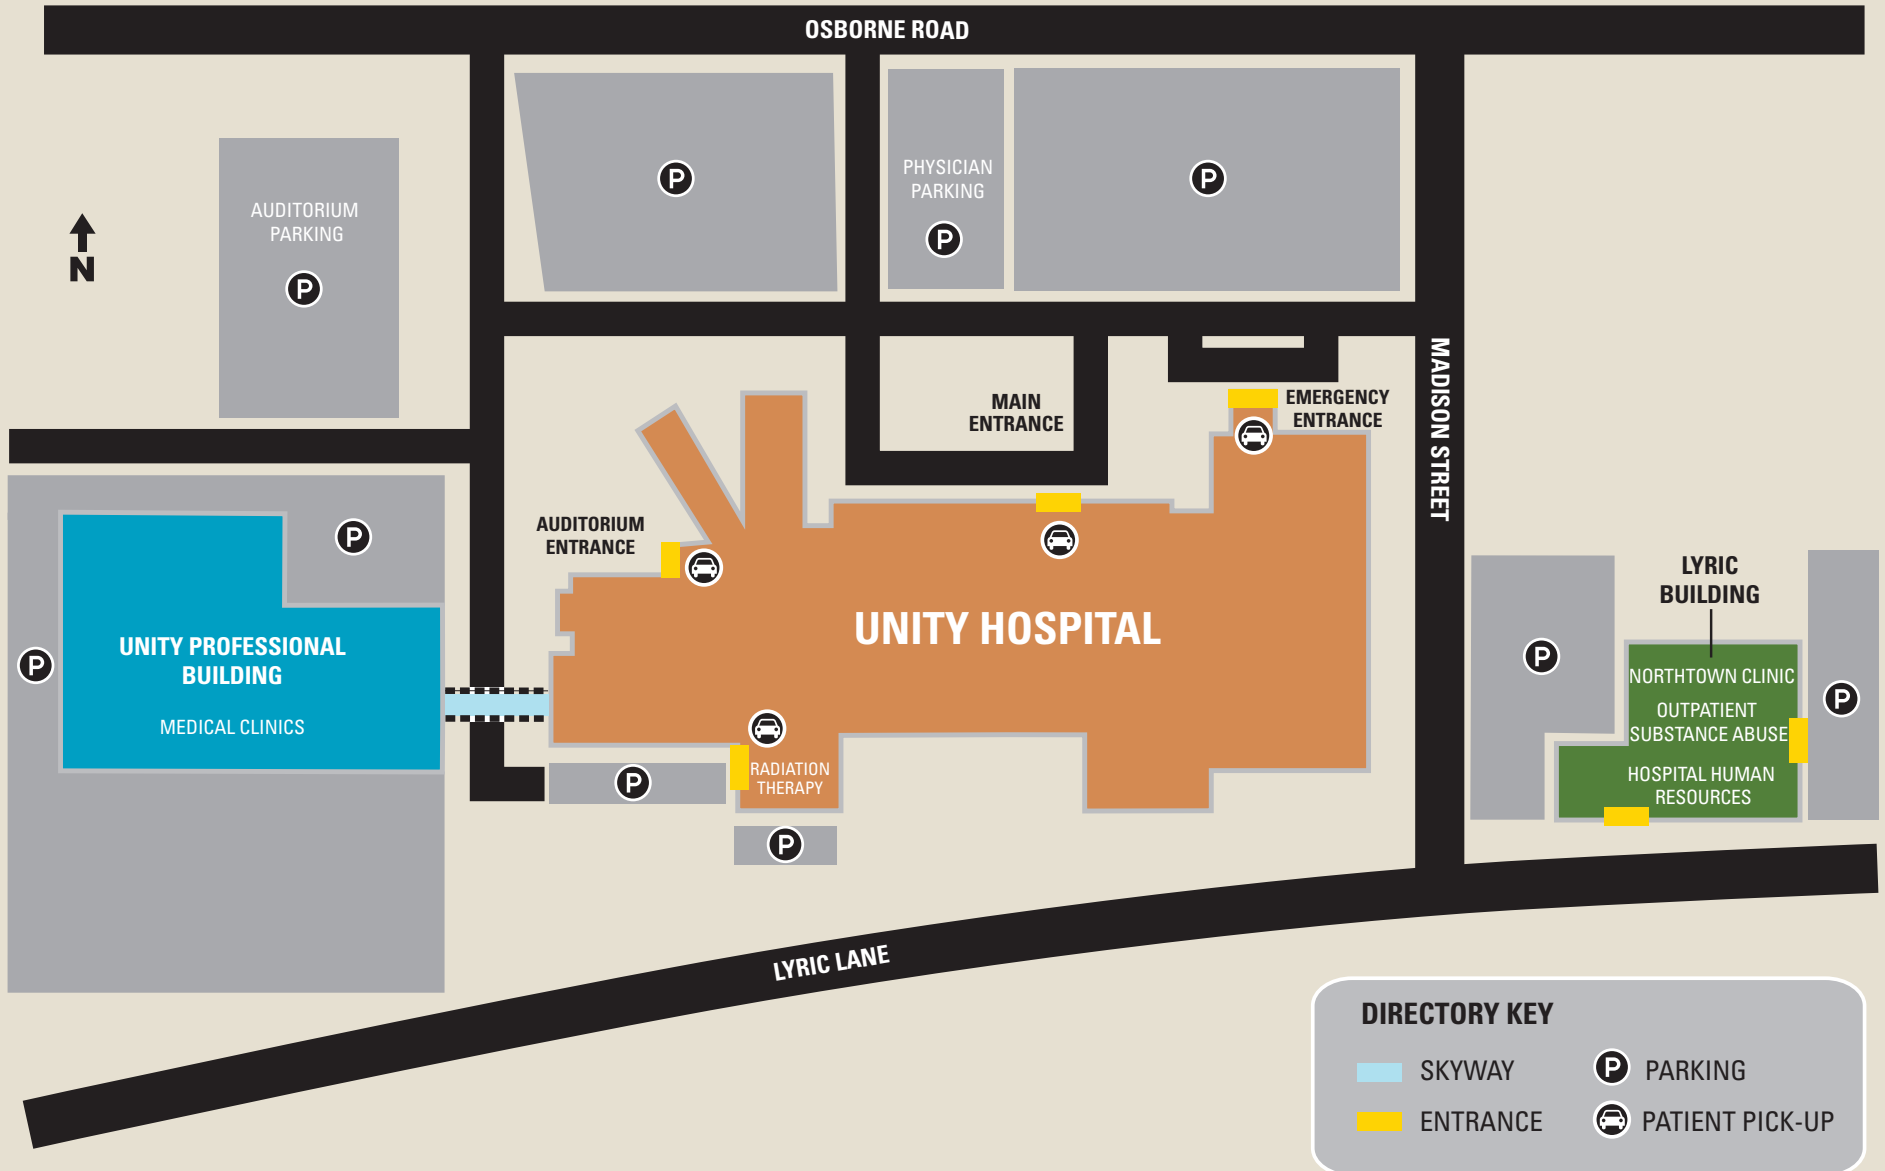 OSBORNE ROAD
AUDITORIUM
PARKING
P
P
PHYSICIAN
PARKING
P
P
N
MADISON STREET
MAIN
ENTRANCE
EMERGENCY
ENTRANCE
AUDITORIUM
ENTRANCE
UNITY HOSPITAL
P
P
UNITY PROFESSIONAL
BUILDING
MEDICAL CLINICS
RADIATION
THERAPY
P
P
LYRIC
BUILDING
P
NORTHTOWN CLINIC
OUTPATIENT
SUBSTANCE ABUSE
HOSPITAL HUMAN
RESOURCES
P
LYRIC LANE
DIRECTORY KEY
SKYWAY
P PARKING
ENTRANCE
PATIENT PICK-UP